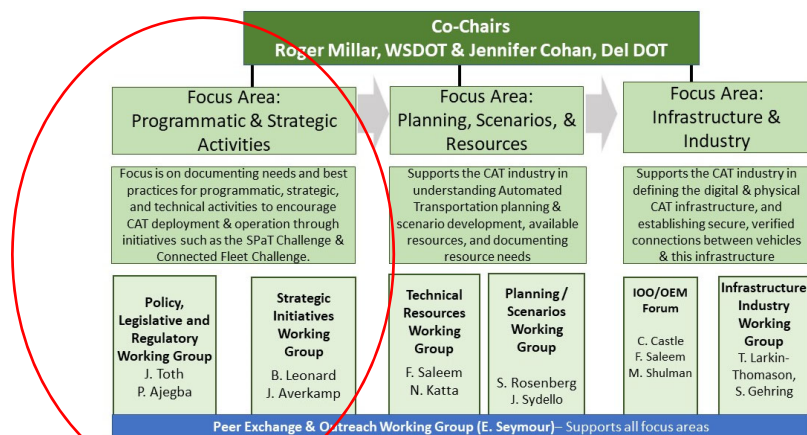 Co-Chairs
Roger Millar, WSDOT & Jennifer Cohan, Del DOT
Focus Area:
Programmatic & Strategic
Activities
Focus is on documenting needs and best
practices for programmatic, strategic,
and technical activities to encourage
CAT deployment & operation through
initiatives such as the SPaT Challenge &
Connected Fleet Challenge.
Policy,
Legislative and
Regulatory
Working Group
J. Toth
P. Ajegba
Strategic
Initiatives
Working
Group
B. Leonard
J. Averkamp
Focus Area:
Planning, Scenarios, &
Resources
Supports the CAT industry in
understanding Automated
Transportation planning &
scenario development, available
resources, and documenting
resource needs
Technical
Resources
Working
Group
F. Saleem
N. Katta
Planning /
Scenarios
Working
Group
S. Rosenberg
J. Sydello
Focus Area:
Infrastructure &
Industry
Supports the CAT industry in
defining the digital & physical
CAT infrastructure, and
establishing secure, verified
connections between vehicles
& this infrastructure
IOO/OEM
Forum
C. Castle
F. Saleem
M. Shulman
Infrastructure
Industry
Working
Group
T. Larkin-
Thomason,
S. Gehring
Peer Exchange & Outreach Working Group (E. Seymour)– Supports all focus areas